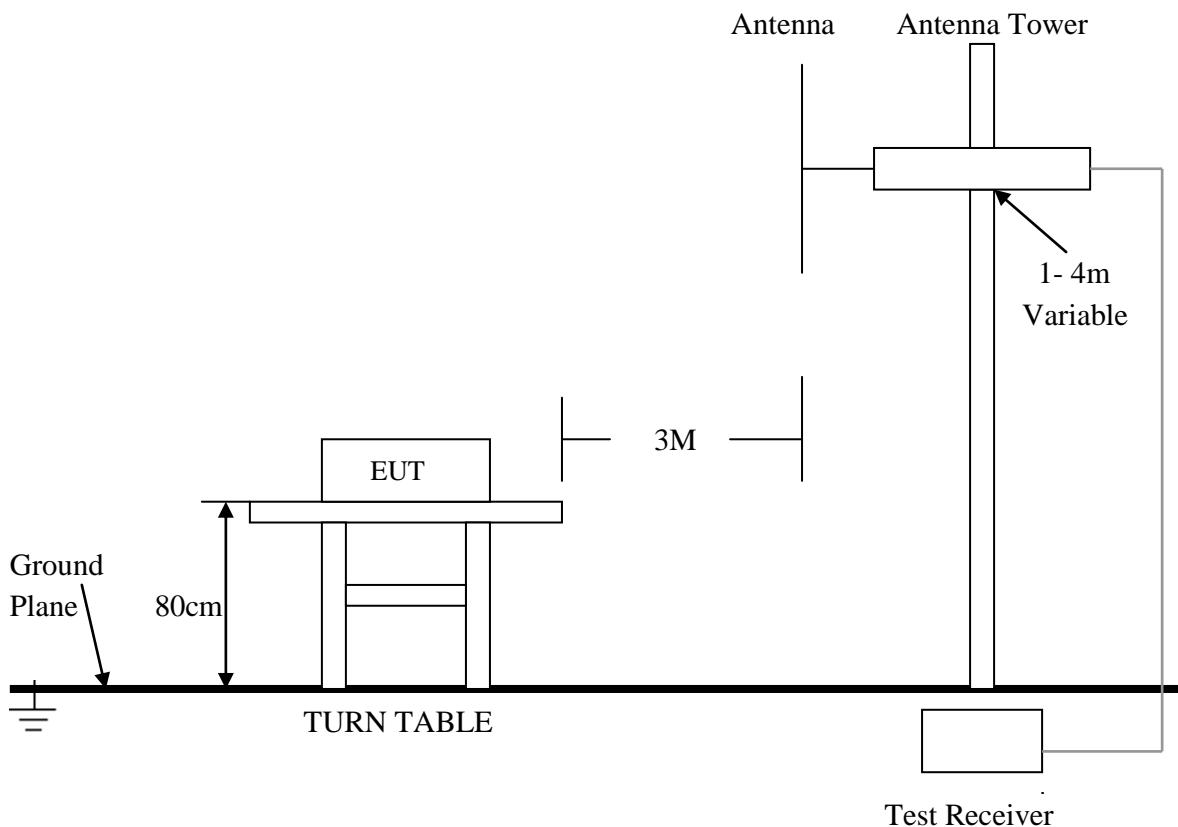 Antenna
Antenna Tower
1- 4m
Variable
3M
EUT
Ground
Plane
80cm
TURN TABLE
Test Receiver